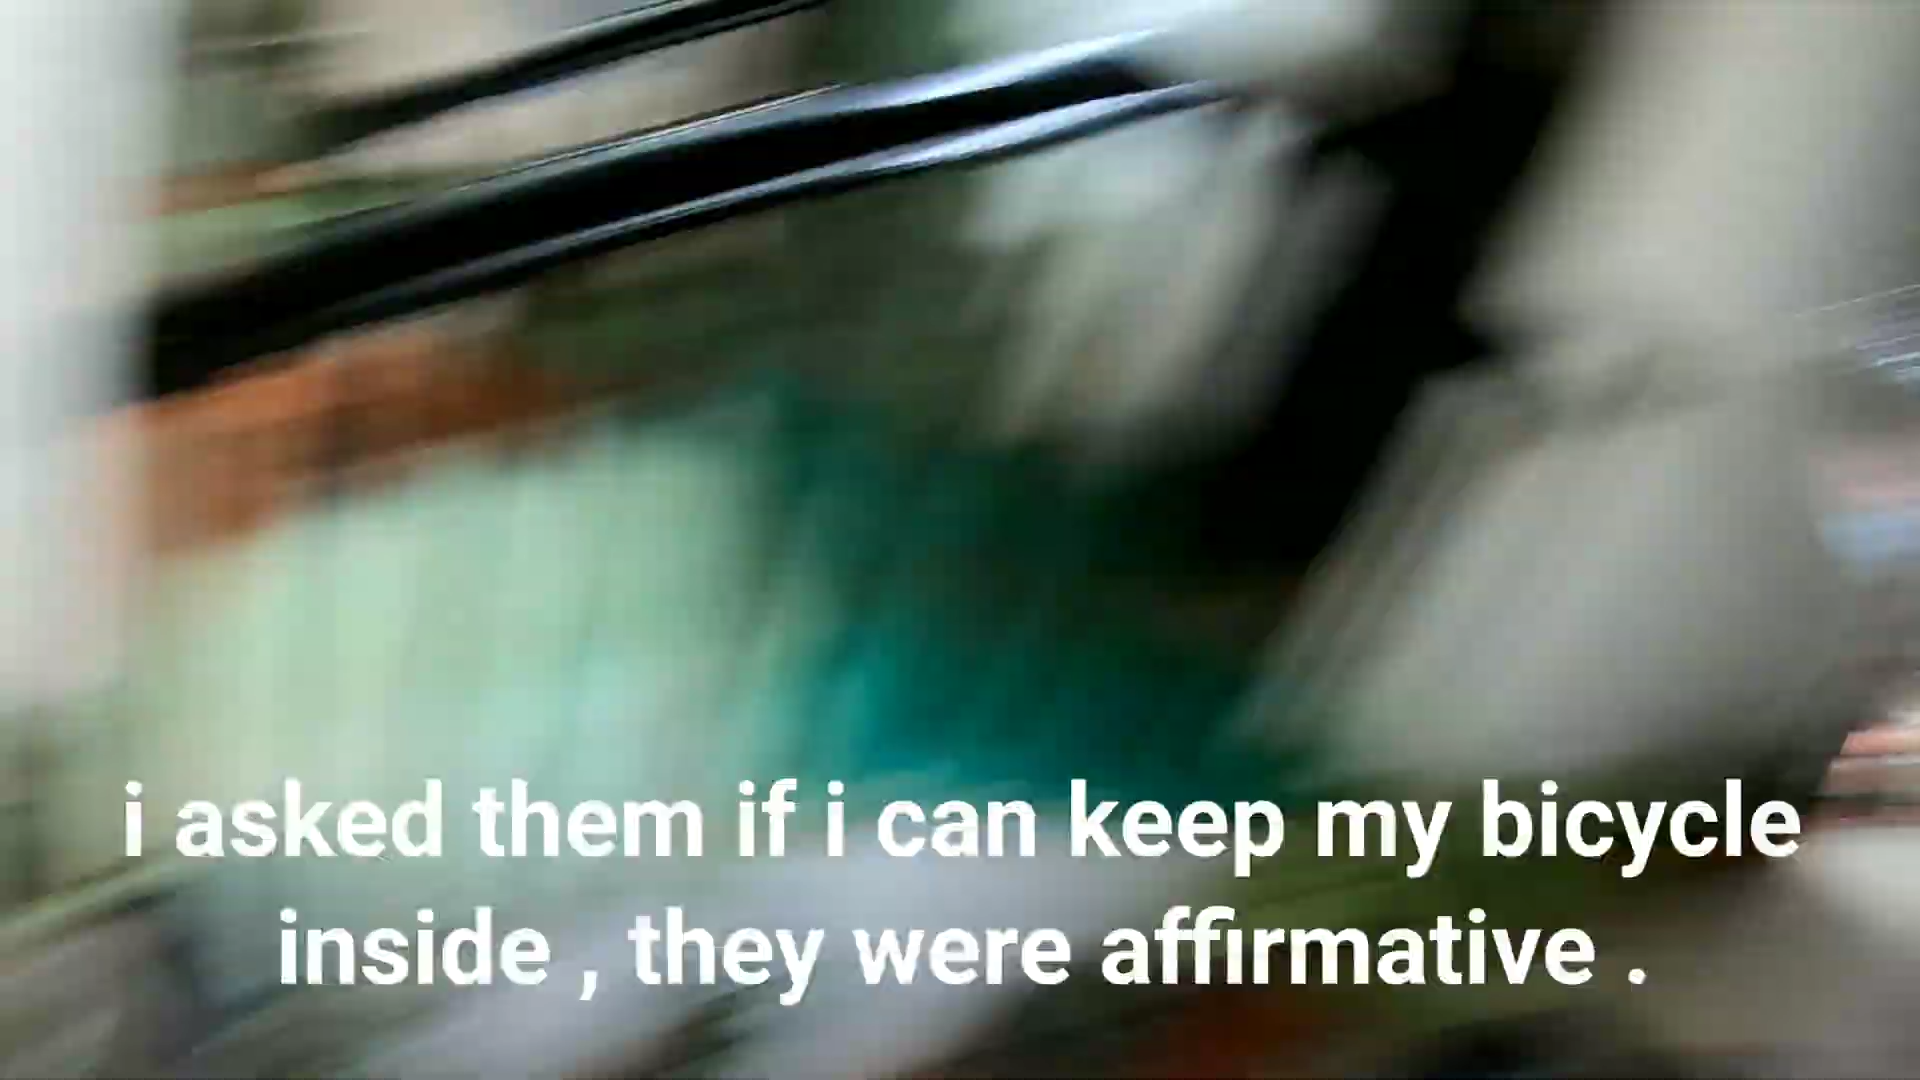 i asked them if i can keep my bicycle
inside , they were affirmative .